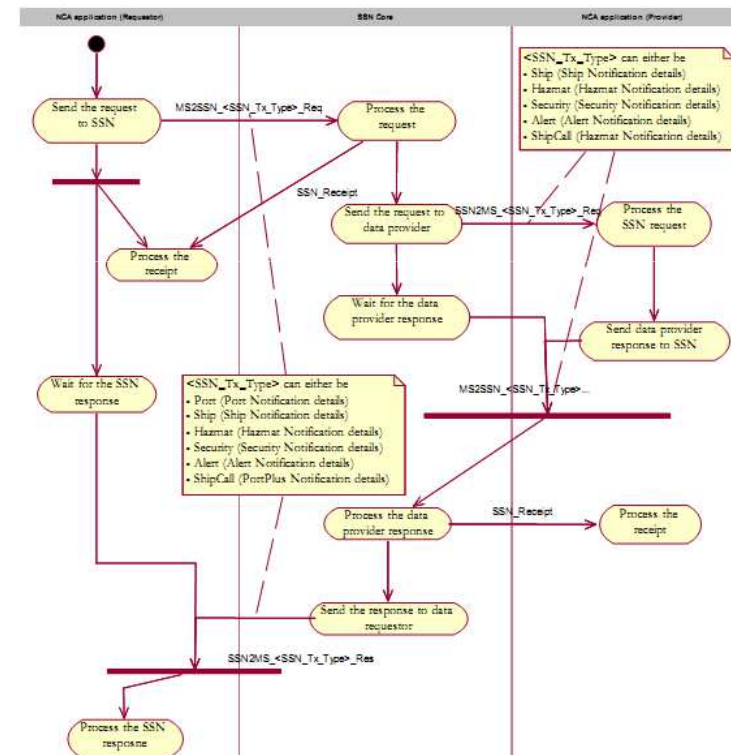 NCA application (Requestor)
SSN Core
NCA application (Provider)
<SSN_Tx_Type> can either be
• Ship (Ship Notification details)
• Hazmat (Hazmat Notification details)
• Security (Security Notification details)
• Alert (Alert Notification details)
• ShipCall (Hazmat Notification details)
Send the request
to SSN
MS2SSN_<SSN_Tx_Type>_Req
Process the
request
SSN_Receipt
Send the request to
data provider
SSN2MS_<SSN_Tx_Type>_Req
Process the
SSN request
Process the
receipt
Wait for the data
provider response
Send data provider
response to SSN
Wait for the SSN
response
<SSN_Tx_Type> can either be
• Port (Port Notification details)
• Ship (Ship Notification details)
• Hazmat (Hazmat Notification details)
• Security (Security Notification details)
• Alert (Alert Notification details)
• ShipCall (PortPlus Notification details)
MS2SSN_<SSN_Tx_Type>...
Process the data
provider response
SSN_Receipt
Process the
receipt
Send the response to data
requestor
SSN2MS_<SSN_Tx_Type>_Res
Process the SSN
resposne